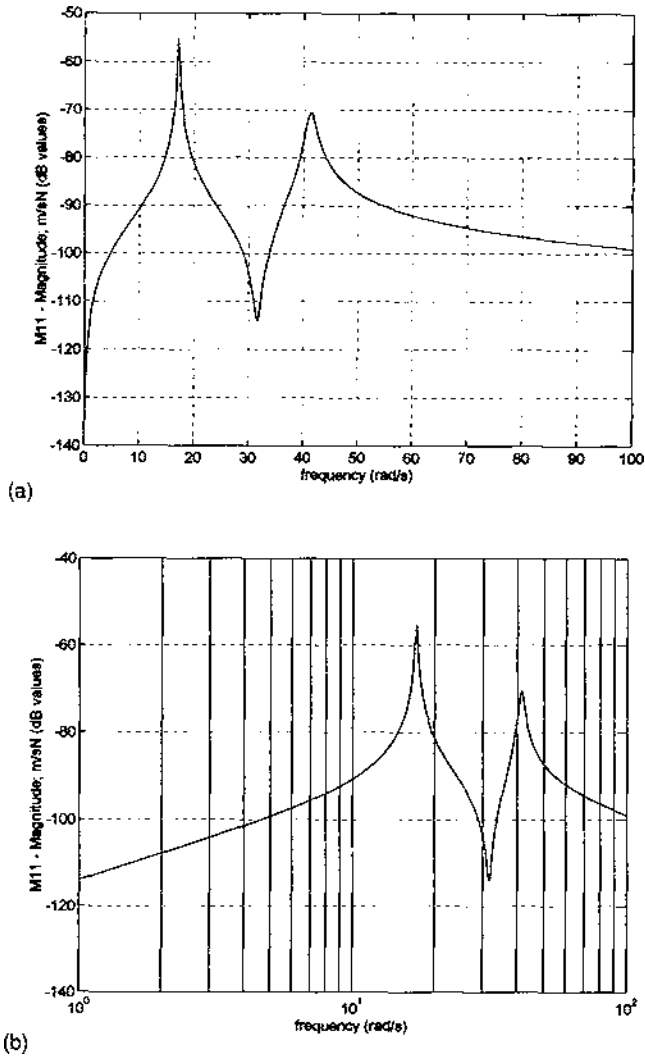 -50
-60
-70
-80
-90
-100
-110
-120
-130
-140
M11 - Magnitude; m/sN (dB values)
0 10 20 30 40 50 60 70 80 90 100
frequency (rad/s)
(a)
-40
-60
-80
-100
-120
-140
M11 - Magnitude; m/sN (dB values)
10⁰ 10¹ 10²
frequency (rad/s)
(b)